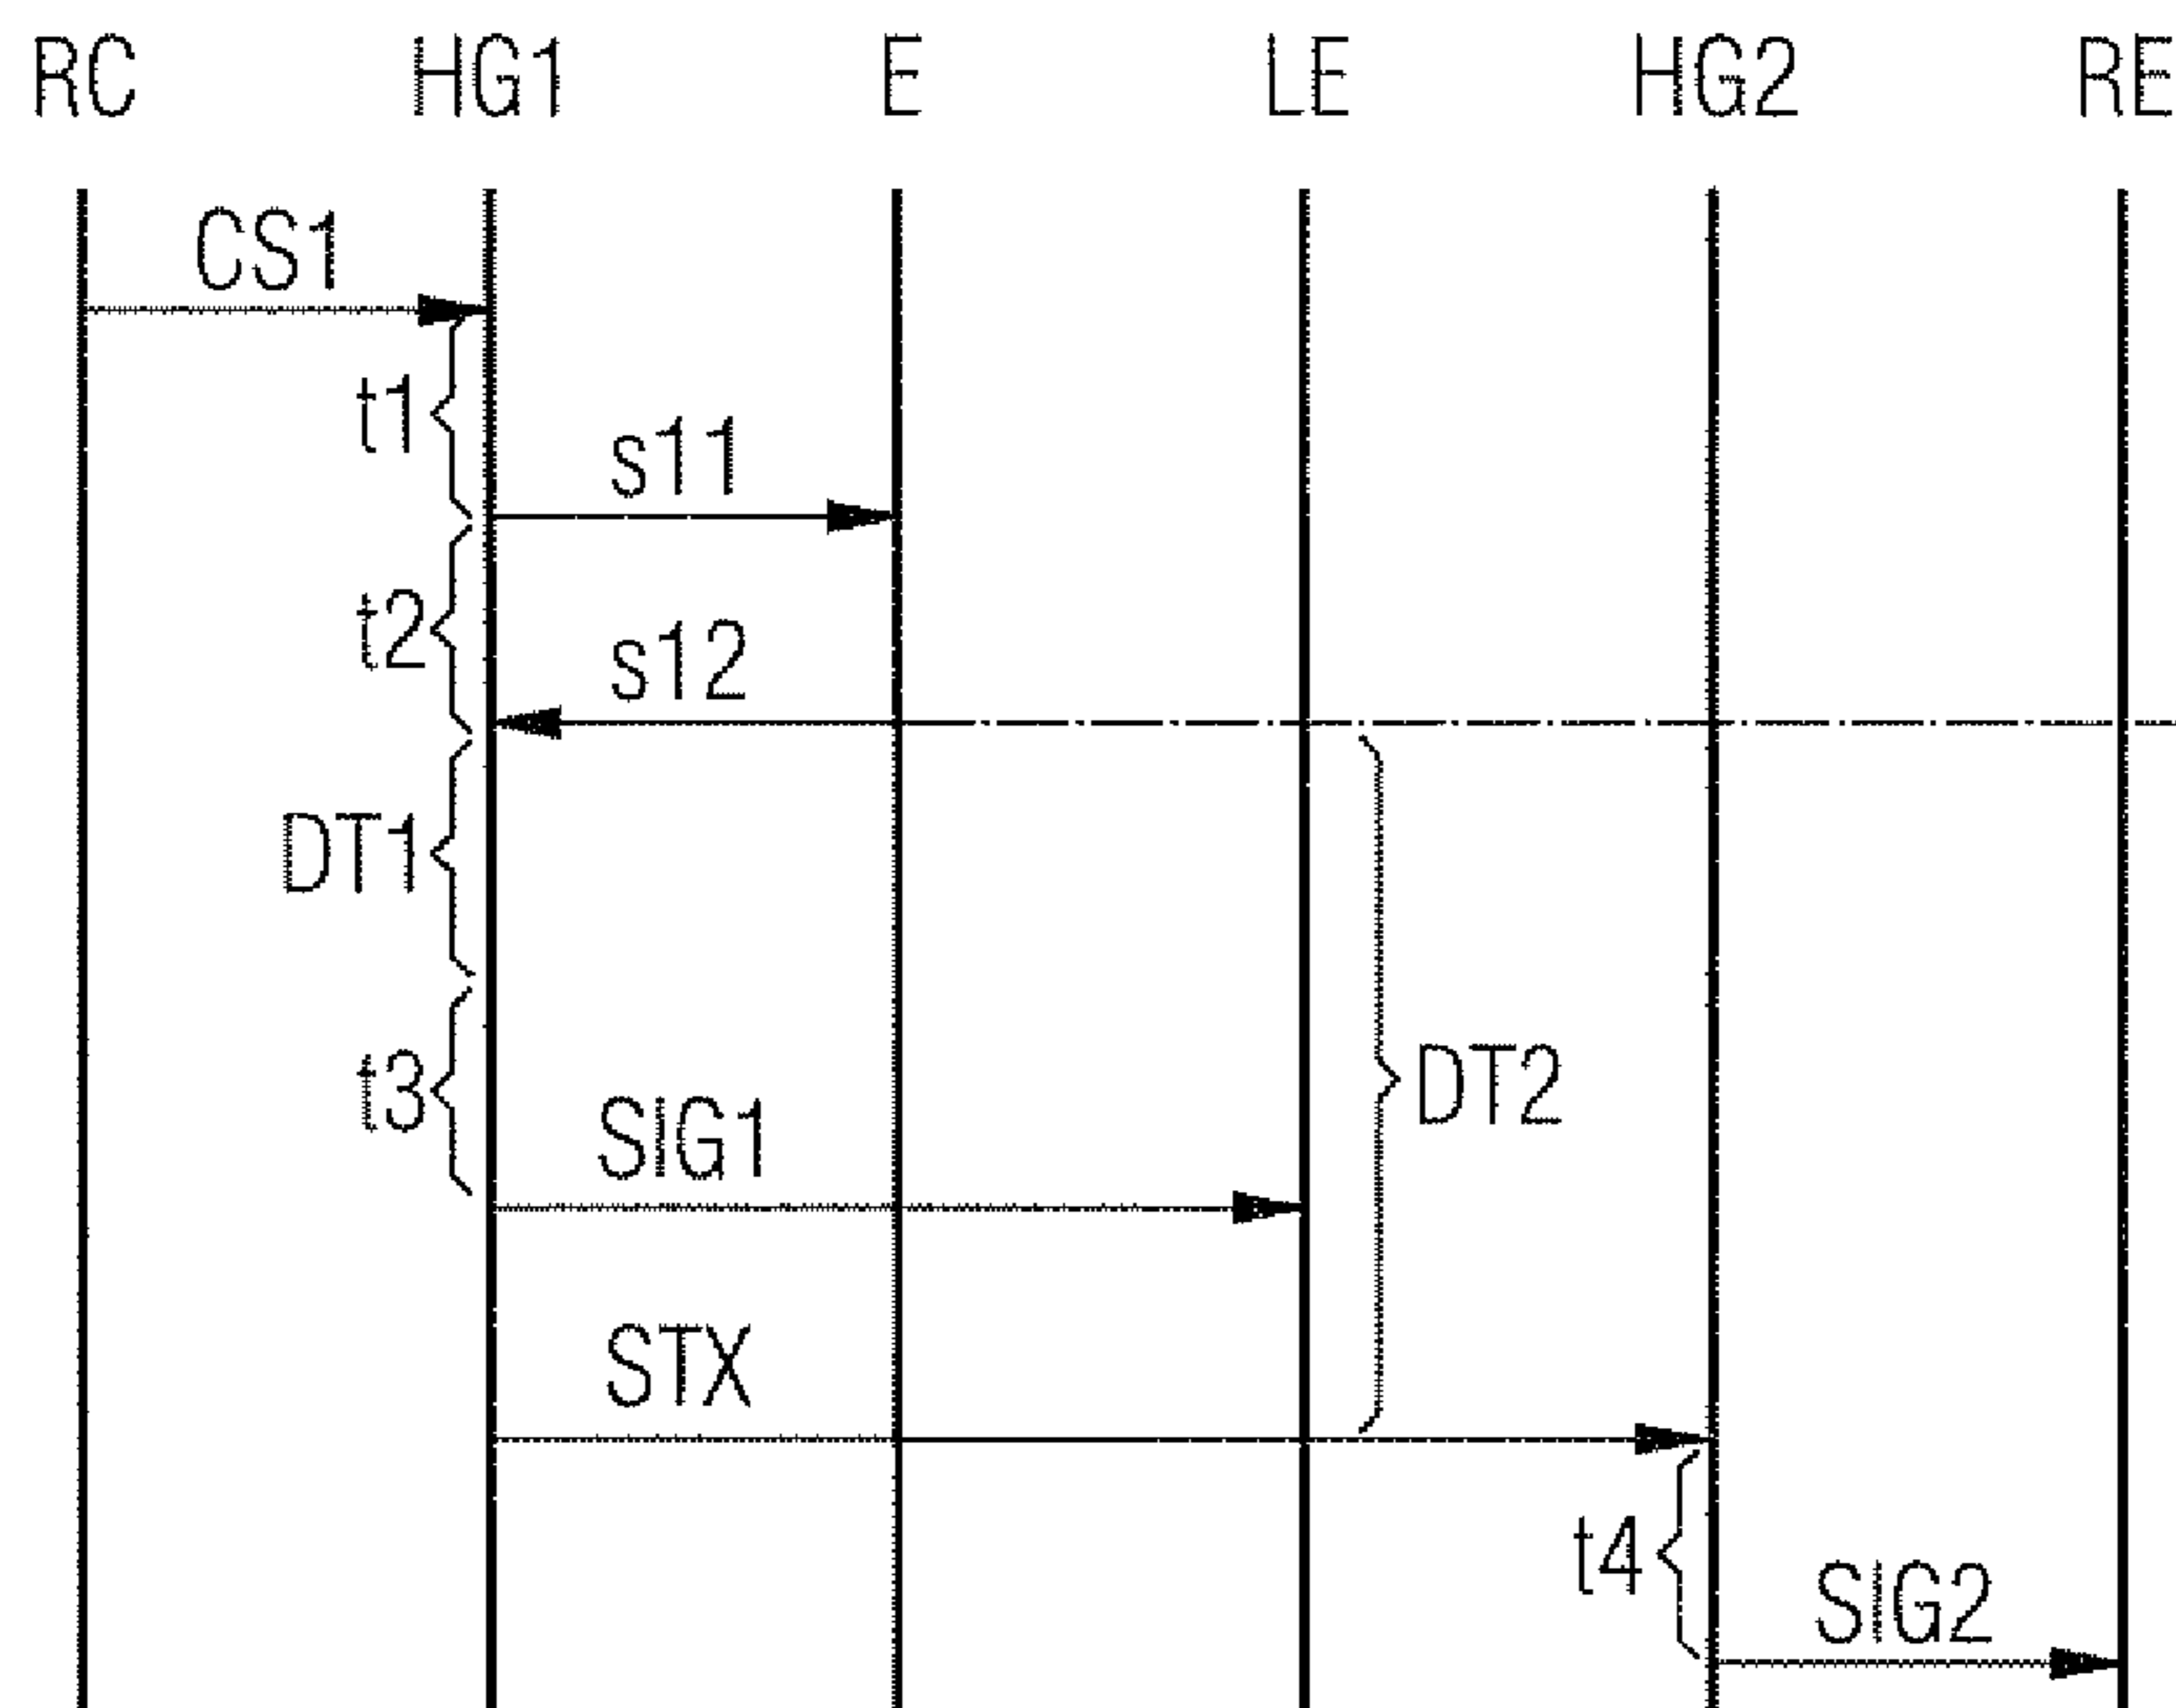 RC HG1 E LE HG2 RE
CS1
t1
s11
t2
s12
DT1
DT2
t3
SIG1
STX
t4
SIG2